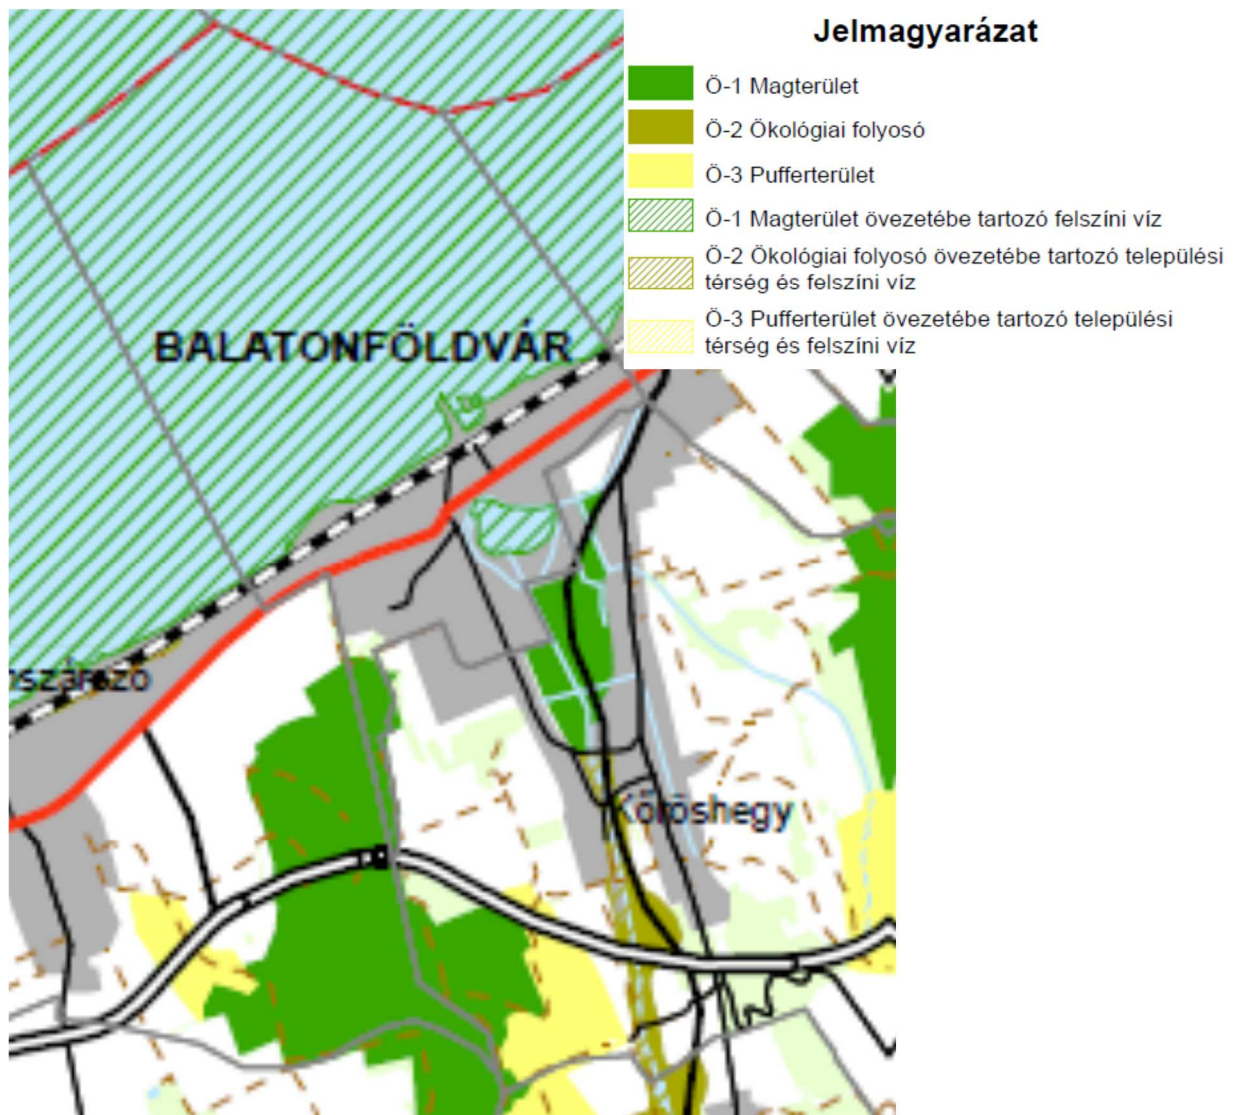 Jelmagyarázat
Ö-1 Magterület
Ö-2 Ökológiai folyosó
Ö-3 Pufferterület
Ö-1 Magterület övezetébe tartozó felszíni víz
Ö-2 Ökológiai folyosó övezetébe tartozó települési
térség és felszíni víz
Ö-3 Pufferterület övezetébe tartozó települési
térség és felszíni víz
BALATONFÖLDVÁR
Kőröshegy